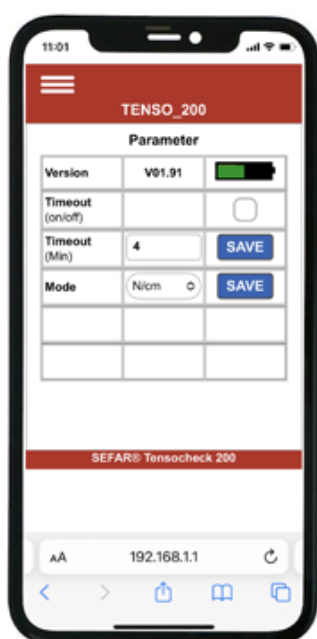 11:01
TENSO_200
Parameter
Version V01.91
Timeout
(on/off)
Timeout
(Min) 4 SAVE
Mode N/cm SAVE
SEFAR® Tensocheck 200
AA 192.168.1.1